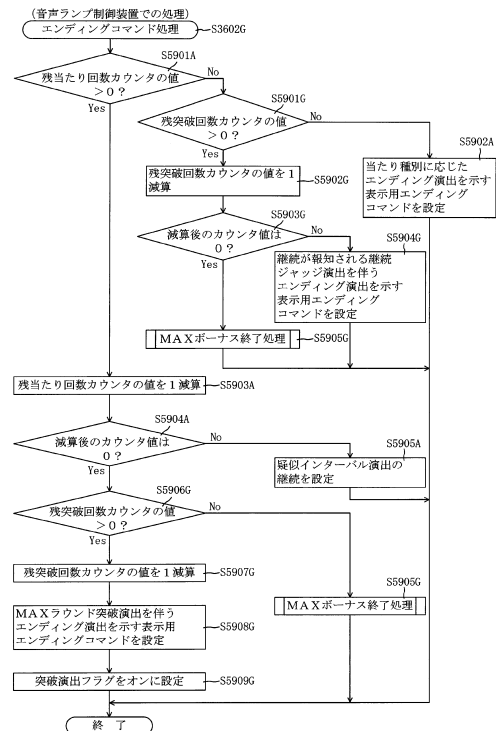 (音声ランプ制御装置での処理)
エンディングコマンド処理
S3602G
S5901A
残当たり回数カウンタの値
>0?
No
Yes
S5901G
残突破回数カウンタの値
>0?
No
Yes
S5902A
当たり種別に応じた
エンディング演出を示す
表示用エンディング
コマンドを設定
残突破回数カウンタの値を1
減算
S5902G
S5903G
減算後のカウンタ値は
0?
No
Yes
S5904G
継続が報知される継続
ジャッジ演出を伴う
エンディング演出を示す
表示用エンディング
コマンドを設定
MAXボーナス終了処理
S5905G
残当たり回数カウンタの値を1減算
S5903A
S5904A
減算後のカウンタ値は
0?
No
Yes
S5905A
疑似インターバル演出の
継続を設定
S5906G
残突破回数カウンタの値
>0?
No
Yes
残突破回数カウンタの値を1減算
S5907G
S5905G
MAXボーナス終了処理
MAXラウンド突破演出を伴う
エンディング演出を示す表示用
エンディングコマンドを設定
S5908G
突破演出フラグをオンに設定
S5909G
終 了